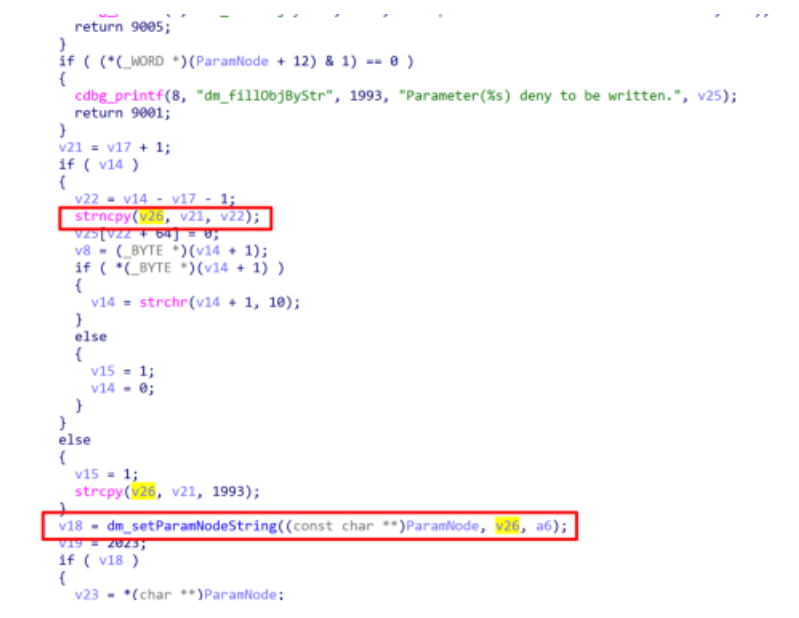 return 9005;
}
if ( (*(_WORD *)(ParamNode + 12) & 1) == 0 )
{
cdbg_printf(8, "dm_fillObjByStr", 1993, "Parameter(%s) deny to be written.", v25);
return 9001;
}
v21 = v17 + 1;
if ( v14 )
{
v22 = v14 - v17 - 1;
strncpy(v26, v21, v22);
v25[v22 + 64] = 0;
v8 = (_BYTE *)(v14 + 1);
if ( *(_BYTE *)(v14 + 1) )
{
v14 = strchr(v14 + 1, 10);
}
else
{
v15 = 1;
v14 = 0;
}
}
else
{
v15 = 1;
strcpy(v26, v21, 1993);
}
v18 = dm_setParamNodeString((const char **)ParamNode, v26, a6);
v19 = 2023;
if ( v18 )
{
v23 = *(char **)ParamNode;